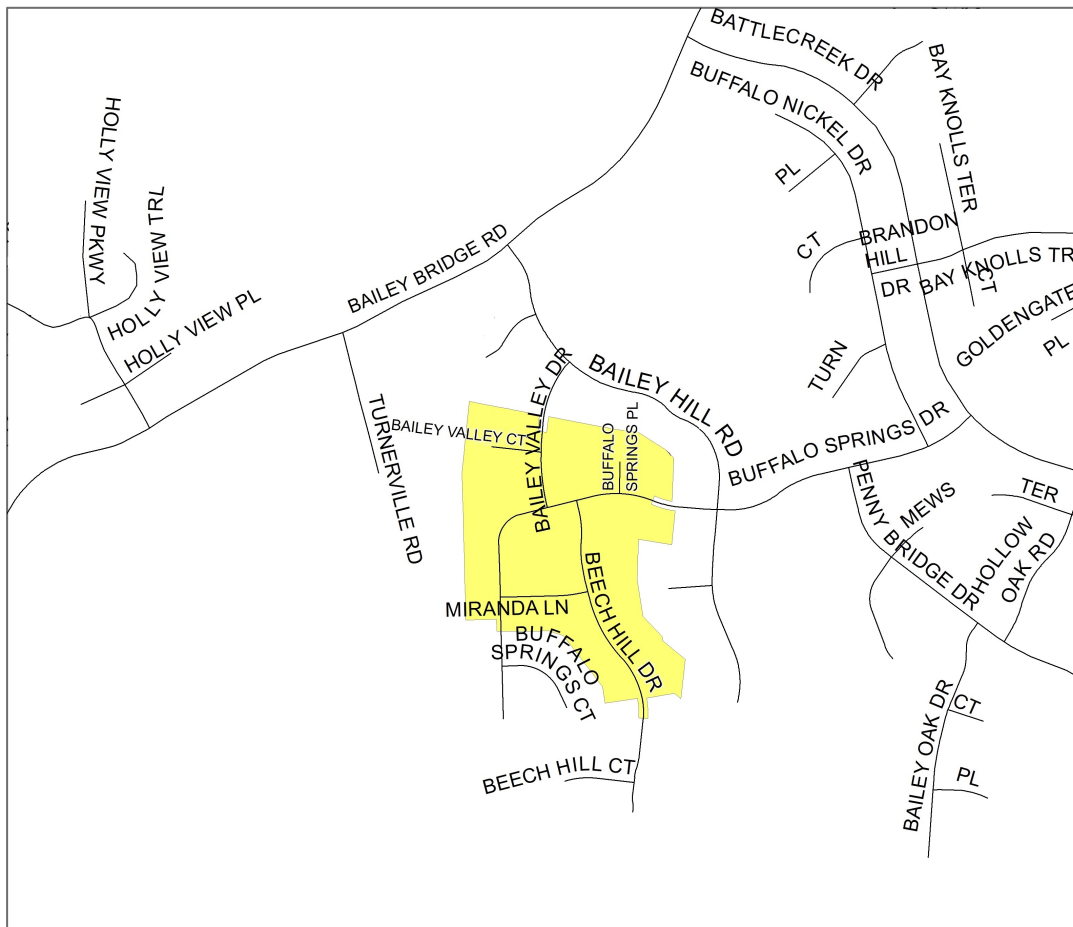 BATTLECREEK DR
BUFFALO NICKEL DR
BAY KNOLLS TER
HOLLY VIEW PKWY
HOLLY VIEW TRL
PL
CT
BRANDON
HILL
DR
BAY KNOLLS TR
CT
BAILEY BRIDGE RD
HOLLY VIEW PL
GOLDENGATE
PL
TURN
BAILEY HILL RD
BAILEY VALLEY DR
TURNERVILLE RD
BAILEY VALLEY CT
BUFFALO
SPRINGS PL
BUFFALO SPRINGS DR
PENNY BRIDGE DR
MEWS
TER
HOLLOW
OAK RD
BEECH HILL DR
MIRANDA LN
BUFFALO
SPRINGS CT
BEECH HILL CT
BAILEY OAK DR
CT
PL